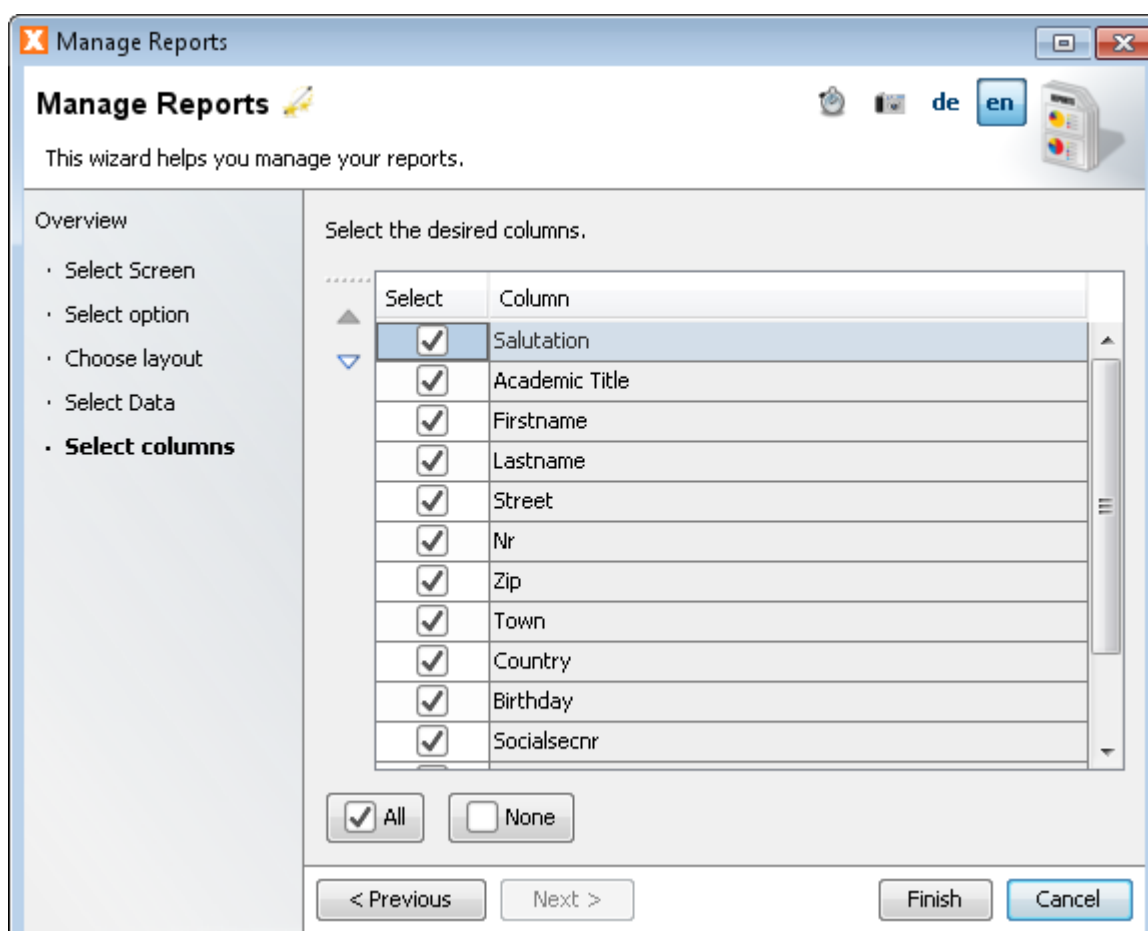 Manage Reports
Manage Reports
de
en
This wizard helps you manage your reports.
Overview
· Select Screen
· Select option
· Choose layout
· Select Data
· Select columns
Select the desired columns.
Select Column
Salutation
Academic Title
Firstname
Lastname
Street
Nr
Zip
Town
Country
Birthday
Socialsecnr
All
None
< Previous
Next >
Finish
Cancel